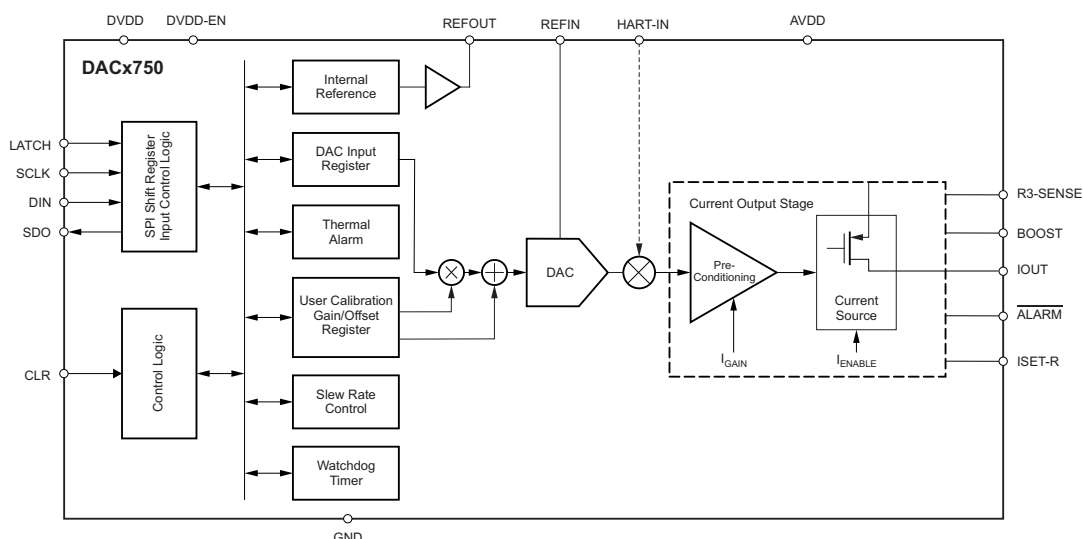 DVDD
DVDD-EN
REFOUT
REFIN
HART-IN
AVDD
DACx750
Internal
Reference
LATCH
SCLK
DIN
SDO
SPI Shift Register
Input Control Logic
DAC Input
Register
Thermal
Alarm
User Calibration
Gain/Offset
Register
DAC
Current Output Stage
Pre-
Conditioning
Current
Source
IGAIN
IENABLE
R3-SENSE
BOOST
IOUT
ALARM
ISET-R
CLR
Control Logic
Slew Rate
Control
Watchdog
Timer
GND